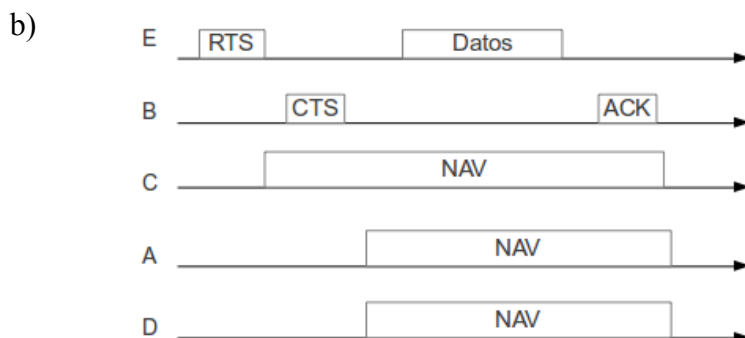 b)
E RTS Datos
B CTS ACK
C NAV
A NAV
D NAV